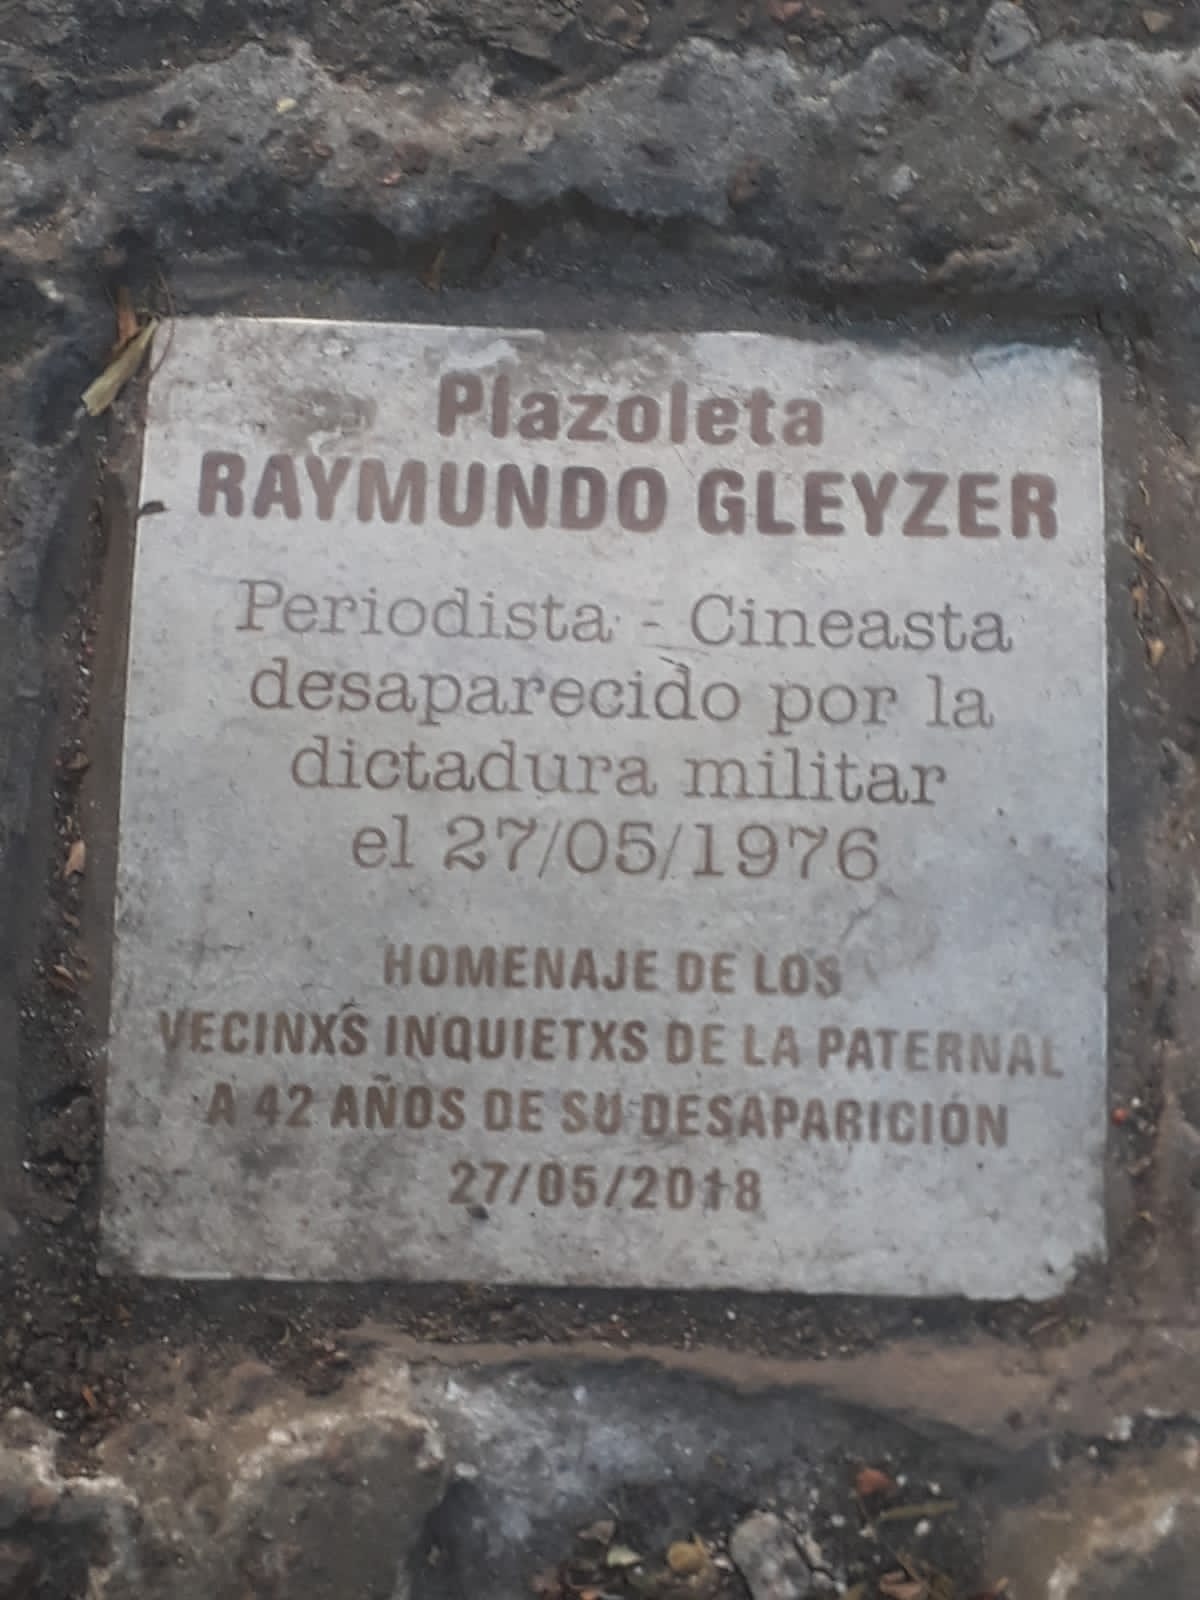 Plazoleta
RAYMUNDO GLEYZER
Periodista - Cineasta
desaparecido por la
dictadura militar
el 27/05/1976
HOMENAJE DE LOS
VECINXS INQUIETXS DE LA PATERNAL
A 42 AÑOS DE SU DESAPARICIÓN
27/05/2018